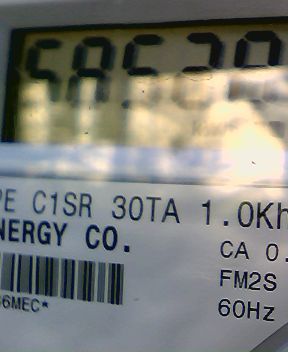 PE C1SR 30TA 1.0Kh
NERGY CO.
CA 0.
FM2S
6MEC*
60Hz